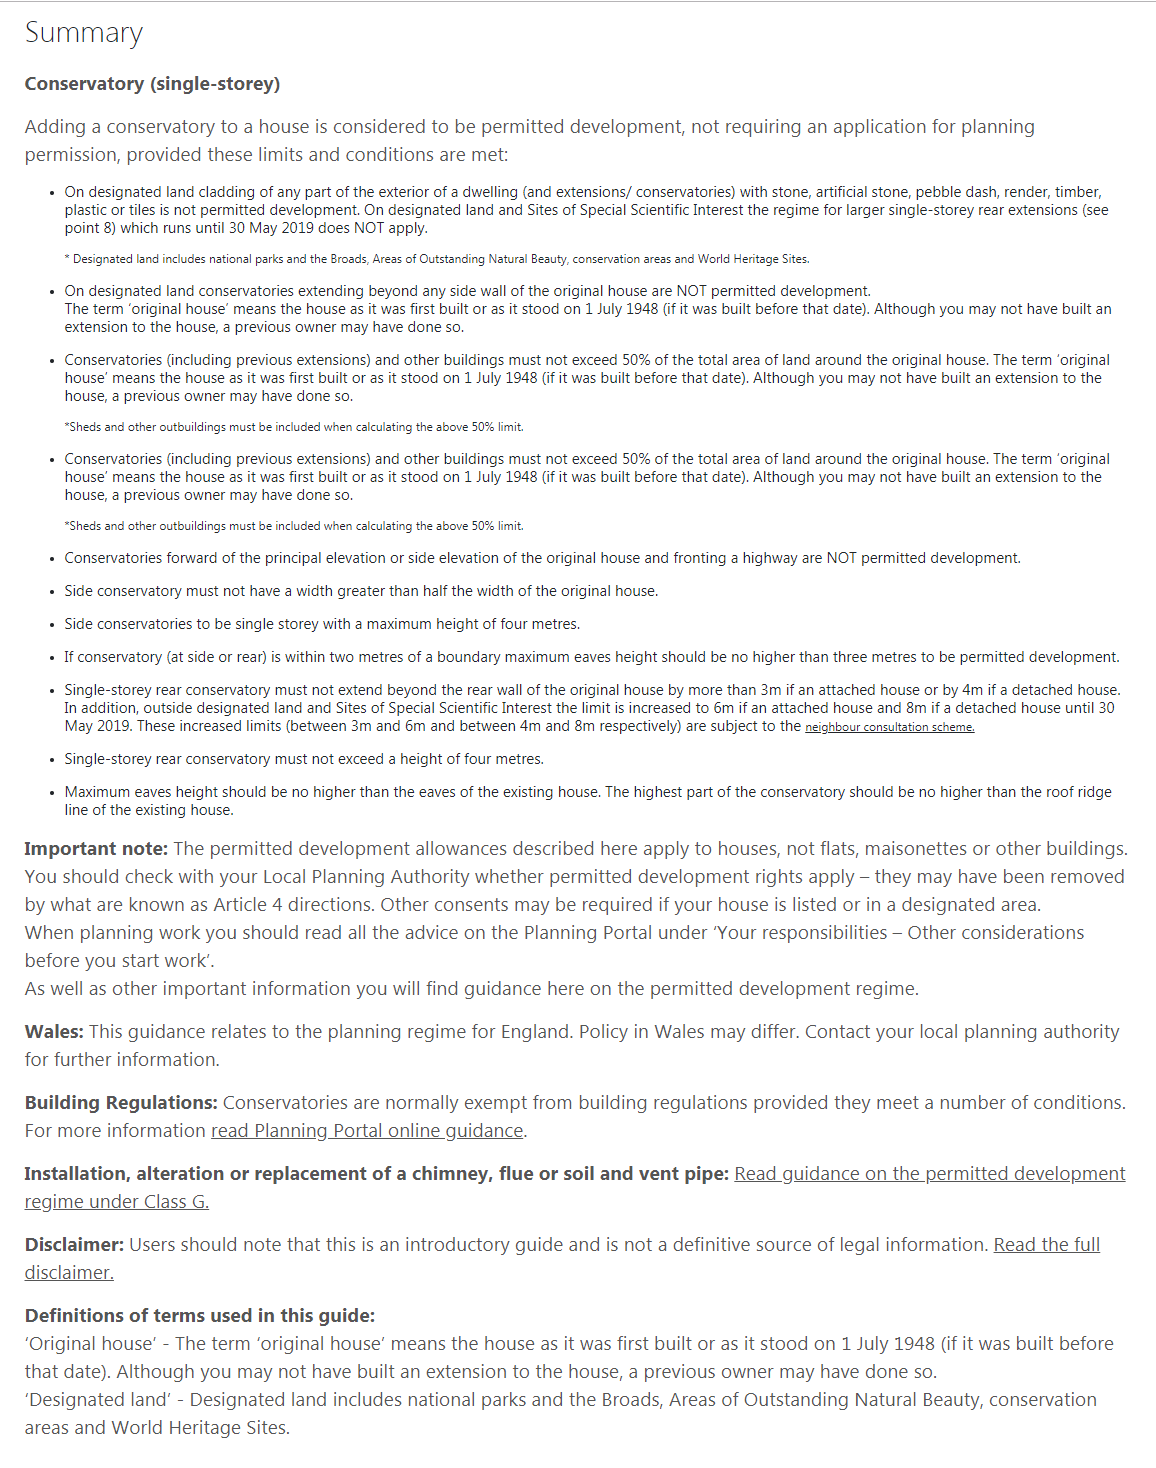 Summary
Conservatory (single-storey)
Adding a conservatory to a house is considered to be permitted development, not requiring an application for planning
permission, provided these limits and conditions are met:
• On designated land cladding of any part of the exterior of a dwelling (and extensions/ conservatories) with stone, artificial stone, pebble dash, render, timber,
plastic or tiles is not permitted development. On designated land and Sites of Special Scientific Interest the regime for larger single-storey rear extensions (see
point 8) which runs until 30 May 2019 does NOT apply.
* Designated land includes national parks and the Broads, Areas of Outstanding Natural Beauty, conservation areas and World Heritage Sites.
• On designated land conservatories extending beyond any side wall of the original house are NOT permitted development.
The term ‘original house’ means the house as it was first built or as it stood on 1 July 1948 (if it was built before that date). Although you may not have built an
extension to the house, a previous owner may have done so.
• Conservatories (including previous extensions) and other buildings must not exceed 50% of the total area of land around the original house. The term ‘original
house’ means the house as it was first built or as it stood on 1 July 1948 (if it was built before that date). Although you may not have built an extension to the
house, a previous owner may have done so.
*Sheds and other outbuildings must be included when calculating the above 50% limit.
• Conservatories (including previous extensions) and other buildings must not exceed 50% of the total area of land around the original house. The term ‘original
house’ means the house as it was first built or as it stood on 1 July 1948 (if it was built before that date). Although you may not have built an extension to the
house, a previous owner may have done so.
*Sheds and other outbuildings must be included when calculating the above 50% limit.
• Conservatories forward of the principal elevation or side elevation of the original house and fronting a highway are NOT permitted development.
• Side conservatory must not have a width greater than half the width of the original house.
• Side conservatories to be single storey with a maximum height of four metres.
• If conservatory (at side or rear) is within two metres of a boundary maximum eaves height should be no higher than three metres to be permitted development.
• Single-storey rear conservatory must not extend beyond the rear wall of the original house by more than 3m if an attached house or by 4m if a detached house.
In addition, outside designated land and Sites of Special Scientific Interest the limit is increased to 6m if an attached house and 8m if a detached house until 30
May 2019. These increased limits (between 3m and 6m and between 4m and 8m respectively) are subject to the neighbour consultation scheme.
• Single-storey rear conservatory must not exceed a height of four metres.
• Maximum eaves height should be no higher than the eaves of the existing house. The highest part of the conservatory should be no higher than the roof ridge
line of the existing house.
Important note: The permitted development allowances described here apply to houses, not flats, maisonettes or other buildings.
You should check with your Local Planning Authority whether permitted development rights apply – they may have been removed
by what are known as Article 4 directions. Other consents may be required if your house is listed or in a designated area.
When planning work you should read all the advice on the Planning Portal under ‘Your responsibilities – Other considerations
before you start work’.
As well as other important information you will find guidance here on the permitted development regime.
Wales: This guidance relates to the planning regime for England. Policy in Wales may differ. Contact your local planning authority
for further information.
Building Regulations: Conservatories are normally exempt from building regulations provided they meet a number of conditions.
For more information read Planning Portal online guidance.
Installation, alteration or replacement of a chimney, flue or soil and vent pipe: Read guidance on the permitted development
regime under Class G.
Disclaimer: Users should note that this is an introductory guide and is not a definitive source of legal information. Read the full
disclaimer.
Definitions of terms used in this guide:
‘Original house’ - The term ‘original house’ means the house as it was first built or as it stood on 1 July 1948 (if it was built before
that date). Although you may not have built an extension to the house, a previous owner may have done so.
‘Designated land’ - Designated land includes national parks and the Broads, Areas of Outstanding Natural Beauty, conservation
areas and World Heritage Sites.